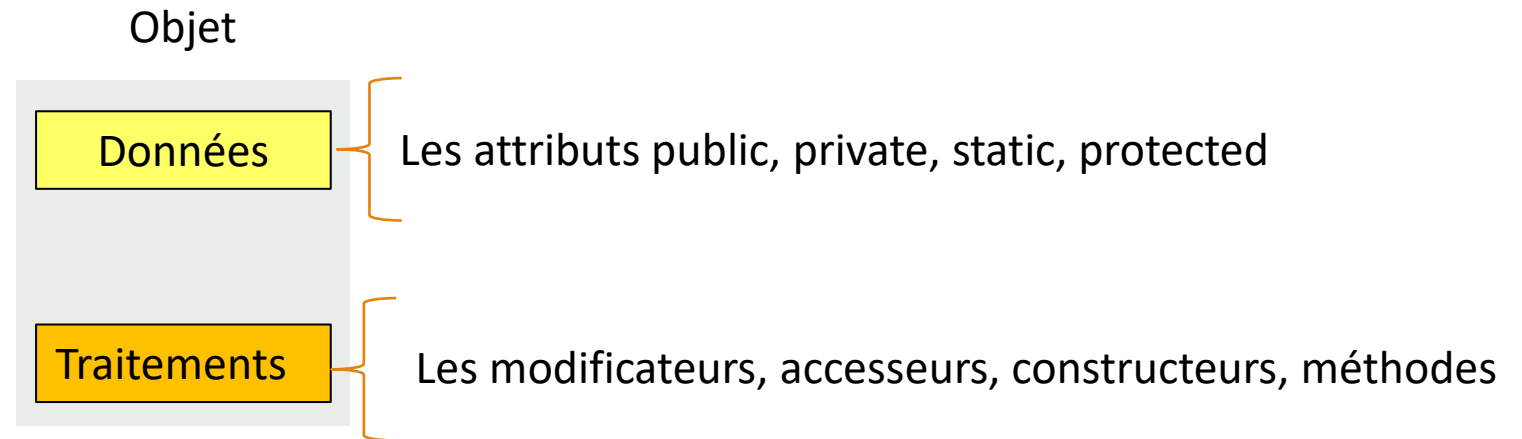 Objet
Données
Les attributs public, private, static, protected
Traitements
Les modificateurs, accesseurs, constructeurs, méthodes